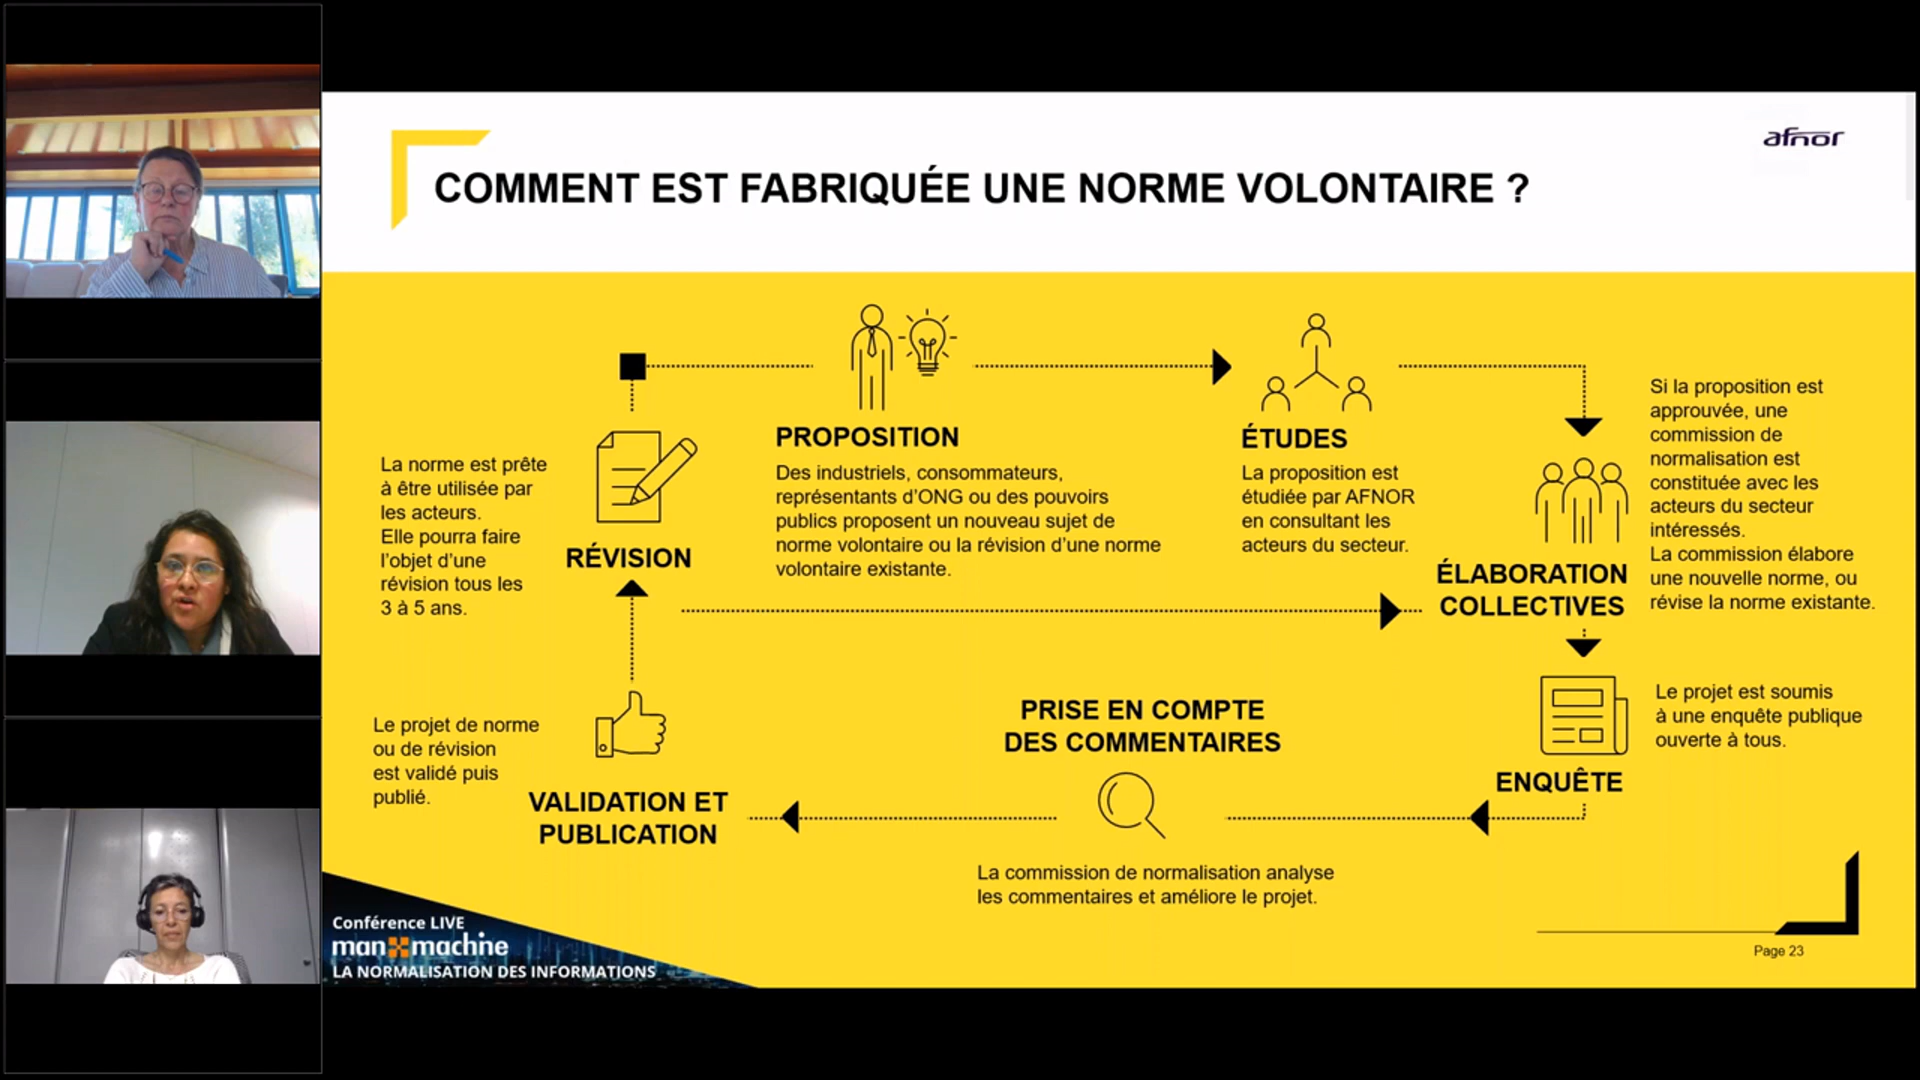 afnor
COMMENT EST FABRIQUÉE UNE NORME VOLONTAIRE ?
PROPOSITION
Des industriels, consommateurs,
représentants d’ONG ou des pouvoirs
publics proposent un nouveau sujet de
norme volontaire ou la révision d’une norme
volontaire existante.
ÉTUDES
La proposition est
étudiée par AFNOR
en consultant les
acteurs du secteur.
Si la proposition est
approuvée, une
commission de
normalisation est
constituée avec les
acteurs du secteur
intéressés.
La commission élabore
une nouvelle norme, ou
révise la norme existante.
ÉLABORATION
COLLECTIVES
La norme est prête
à être utilisée par
les acteurs.
Elle pourra faire
l’objet d’une
révision tous les
3 à 5 ans.
RÉVISION
Le projet est soumis
à une enquête publique
ouverte à tous.
ENQUÊTE
PRISE EN COMPTE
DES COMMENTAIRES
La commission de normalisation analyse
les commentaires et améliore le projet.
Le projet de norme
ou de révision
est validé puis
publié.
VALIDATION ET
PUBLICATION
Conférence LIVE
man machine
LA NORMALISATION DES INFORMATIONS
Page 23